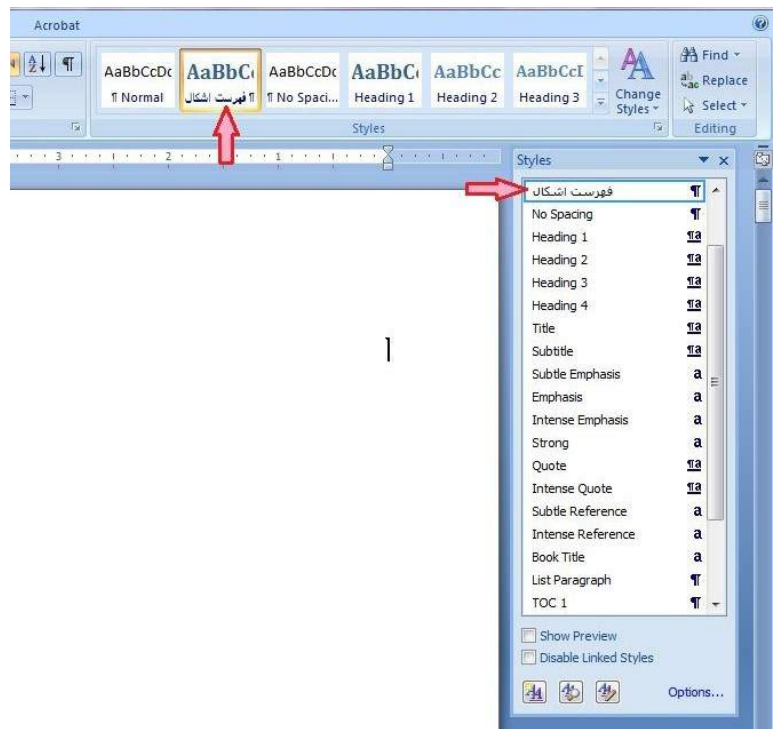 Acrobat
AaBbCcDc AaBbC AaBbCcDc AaBbC AaBbCc AaBbCcI
¶ Normal ¶ فهرست اشکال ¶ No Spaci... Heading 1 Heading 2 Heading 3
Change
Styles
Find
Replace
Select
Styles
Editing
3 2 1
Styles
فهرست اشکال ¶
No Spacing ¶
Heading 1 ¶a
Heading 2 ¶a
Heading 3 ¶a
Heading 4 ¶a
Title ¶a
Subtitle ¶a
Subtle Emphasis a
Emphasis a
Intense Emphasis a
Strong a
Quote ¶a
Intense Quote ¶a
Subtle Reference a
Intense Reference a
Book Title a
List Paragraph ¶
TOC 1 ¶
Show Preview
Disable Linked Styles
Options...